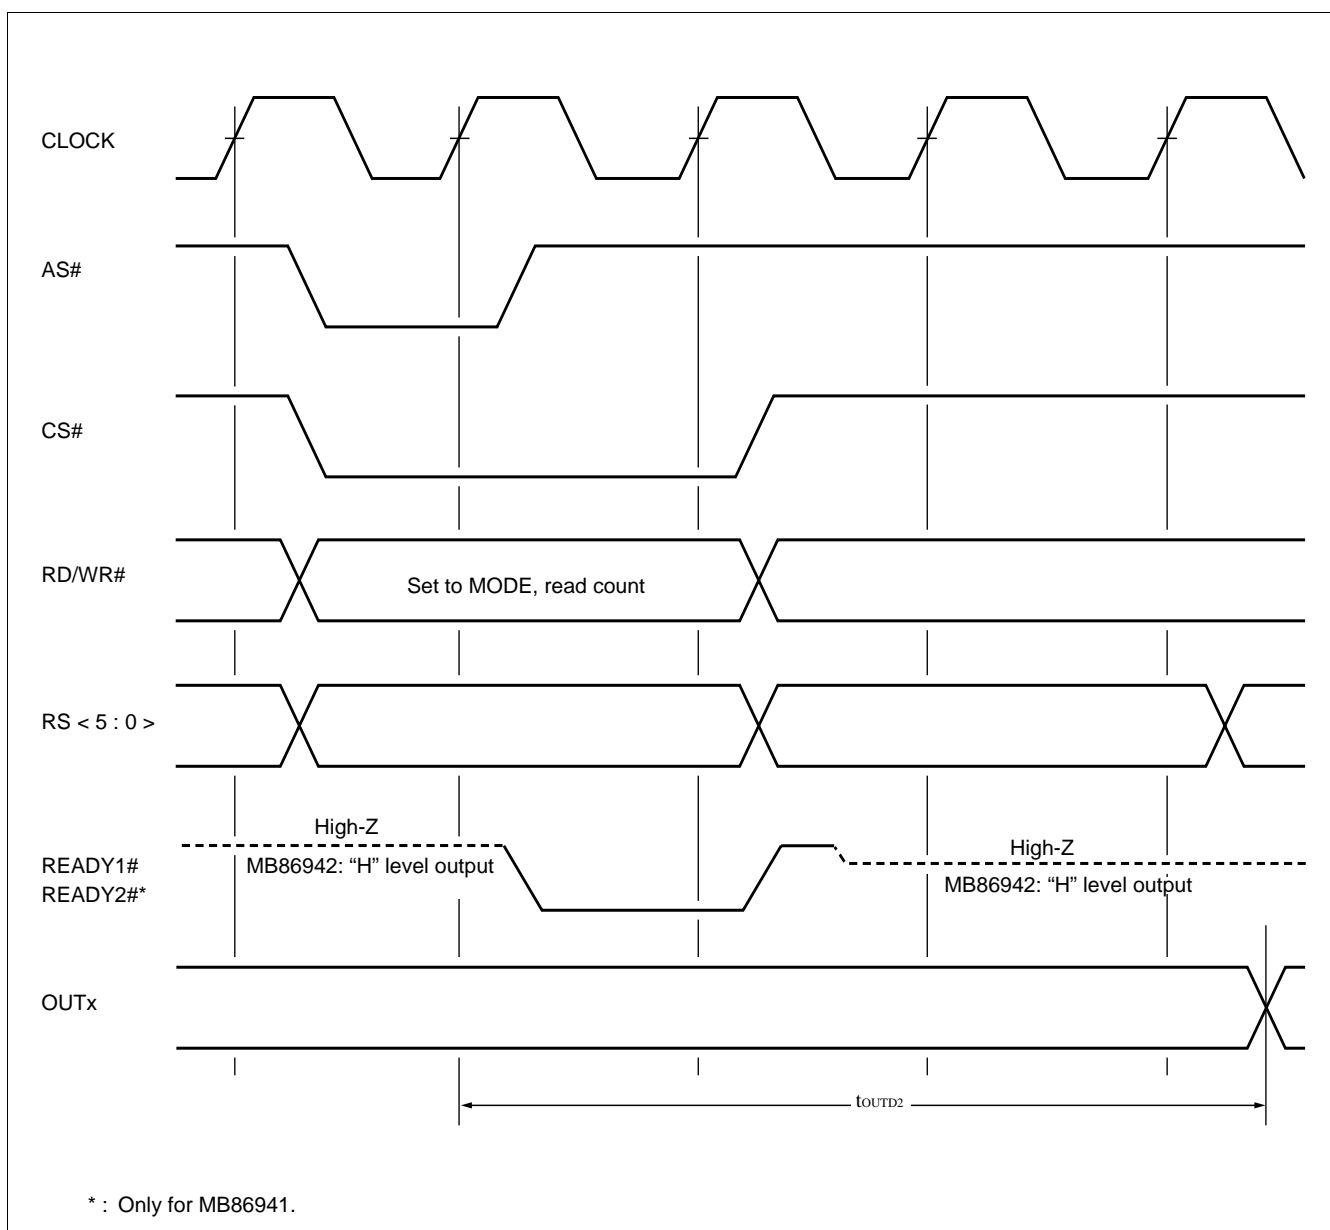 CLOCK
AS#
CS#
RD/WR#
Set to MODE, read count
RS < 5 : 0 >
High-Z
High-Z
READY1#
MB86942: “H” level output
READY2#*
MB86942: “H” level output
OUTx
tOUTD2
* : Only for MB86941.